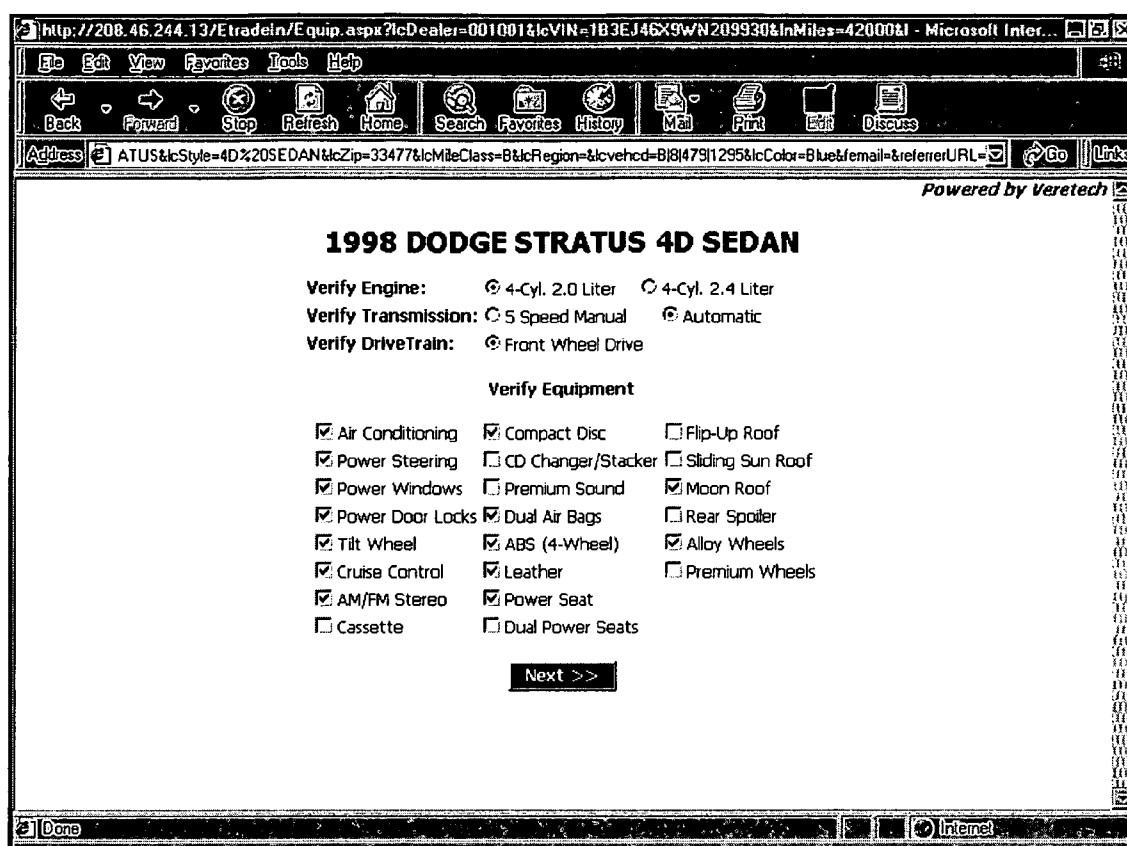 http://208.46.244.13/Etradein/Equip.aspx?lcDealer=001001&lcVIN=1B3EJ46X9WN209930&lnMiles=42000&l - Microsoft Inter...
File Edit View Favorites Tools Help
Back Forward Stop Refresh Home Search Favorites History Mail Print Edit Discuss
Address ATUS&lcStyle=4D%20SEDAN&lcZip=33477&lcMileClass=B&lcRegion=&lcvehcd=B|8|479|1295&lcColor=Blue&femail=&referrerURL= Go Links
Powered by Veretech
1998 DODGE STRATUS 4D SEDAN
Verify Engine: 4-Cyl. 2.0 Liter 4-Cyl. 2.4 Liter
Verify Transmission: 5 Speed Manual Automatic
Verify DriveTrain: Front Wheel Drive
Verify Equipment
Air Conditioning Compact Disc Flip-Up Roof
Power Steering CD Changer/Stacker Sliding Sun Roof
Power Windows Premium Sound Moon Roof
Power Door Locks Dual Air Bags Rear Spoiler
Tilt Wheel ABS (4-Wheel) Alloy Wheels
Cruise Control Leather Premium Wheels
AM/FM Stereo Power Seat
Cassette Dual Power Seats
Next >>
Done Internet